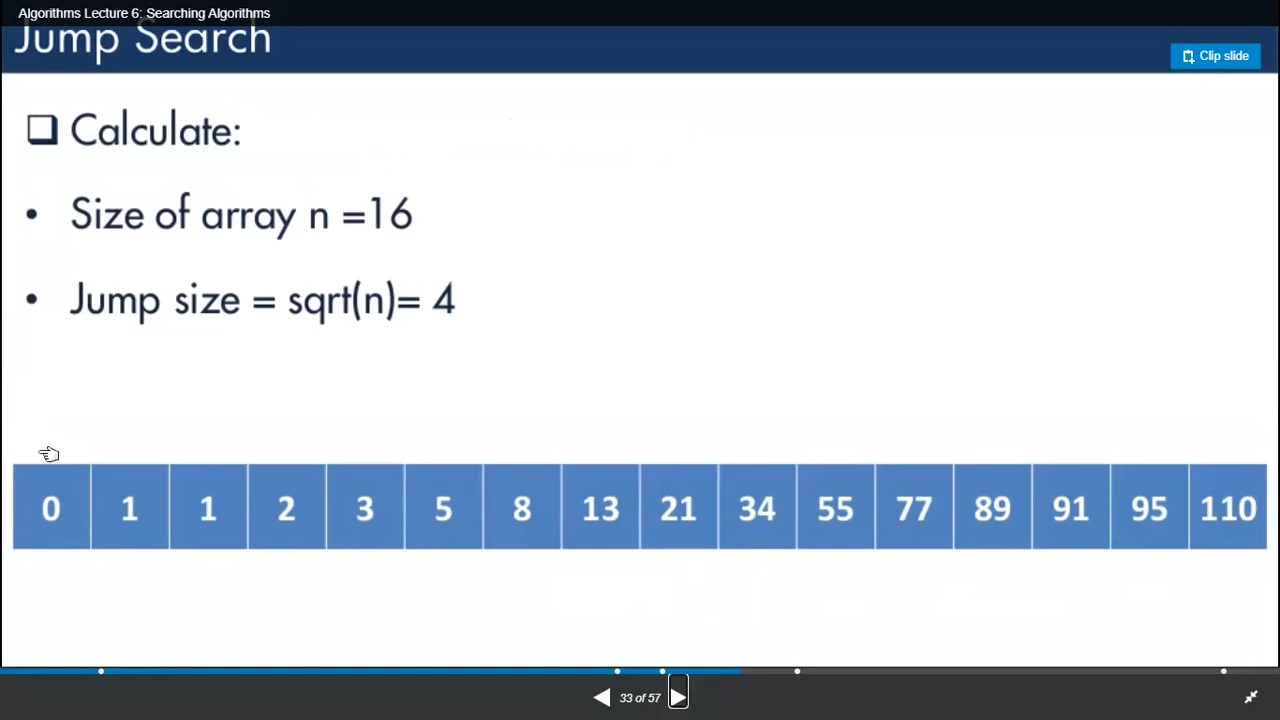 Algorithms Lecture 6: Searching Algorithms
Jump Search
Clip slide
❑ Calculate:
• Size of array n =16
• Jump size = sqrt(n)= 4
0 1 1 2 3 5 8 13 21 34 55 77 89 91 95 110
33 of 57